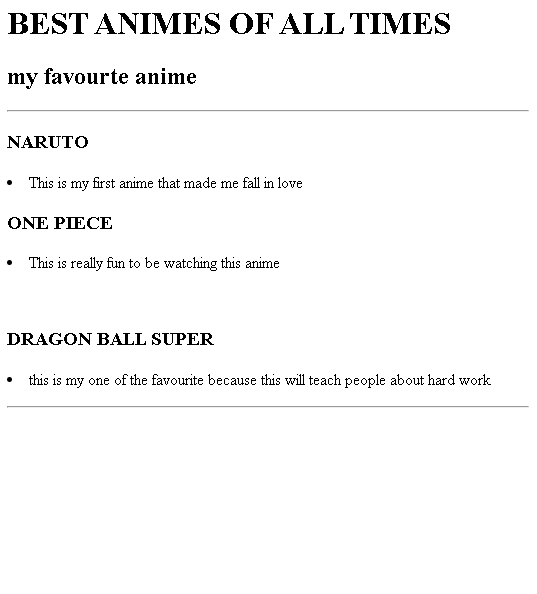 BEST ANIMES OF ALL TIMES
my favourte anime
NARUTO
• This is my first anime that made me fall in love
ONE PIECE
• This is really fun to be watching this anime
DRAGON BALL SUPER
• this is my one of the favourite because this will teach people about hard work